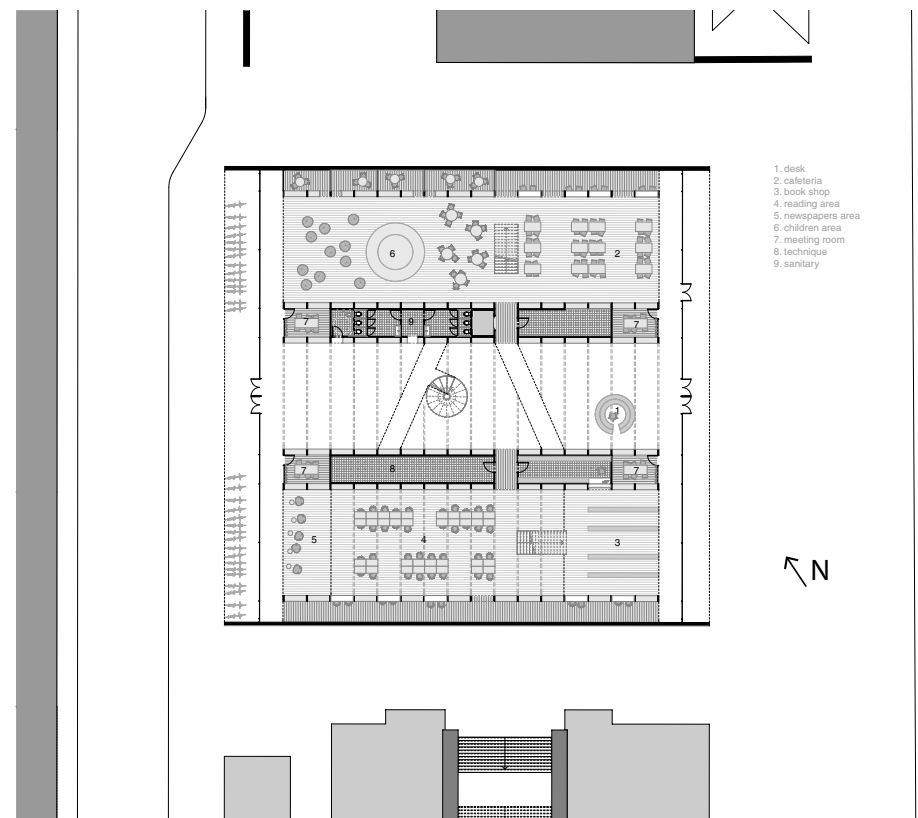 1. desk
2. cafeteria
3. book shop
4. reading area
5. newspapers area
6. children area
7. meeting room
8. technique
9. sanitary
6
2
7
9
7
1
7
8
7
5
4
3
N